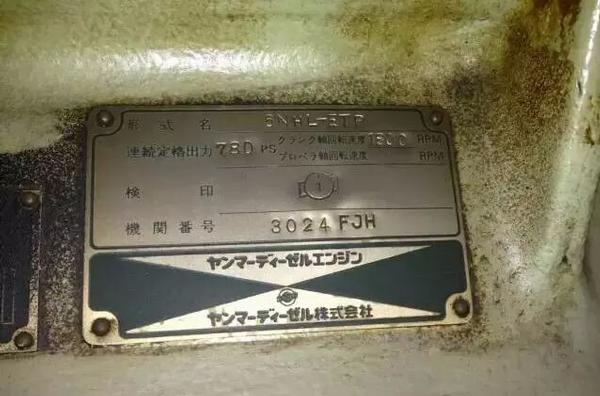 形式名
連続定格出力 780 PS クランク軸回転速度 RPM
プロペラ軸回転速度 RPM
検印 1
機関番号 3024 FJH
ヤンマーディーゼルエンジン
ヤンマーディーゼル株式会社